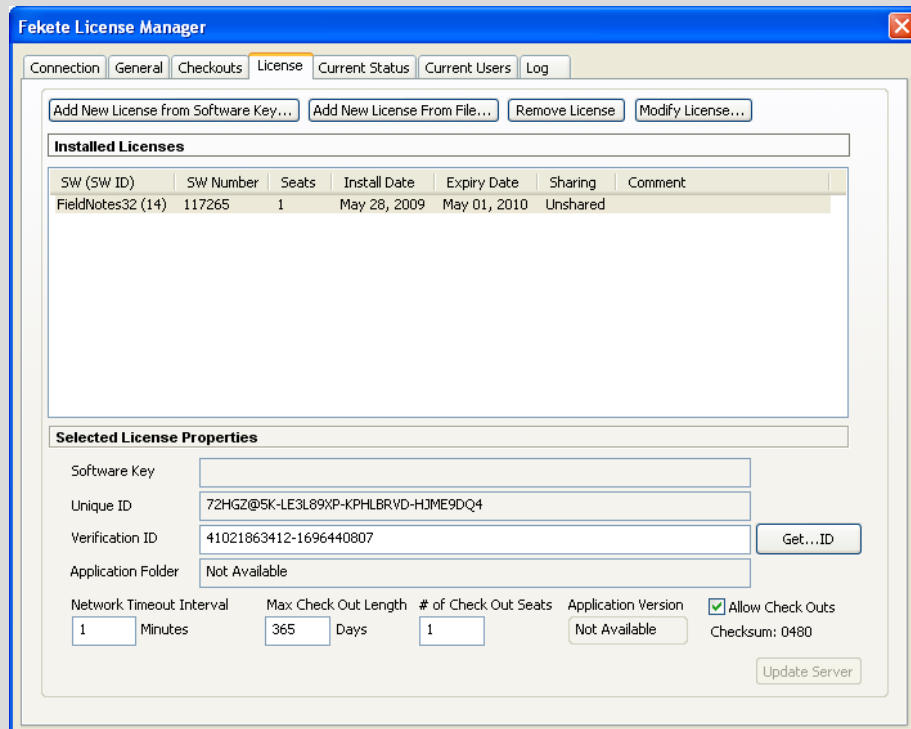 Fekete License Manager
Connection General Checkouts License Current Status Current Users Log
Add New License from Software Key... Add New License From File... Remove License Modify License...
Installed Licenses
SW (SW ID) SW Number Seats Install Date Expiry Date Sharing Comment
FieldNotes32 (14) 117265 1 May 28, 2009 May 01, 2010 Unshared
Selected License Properties
Software Key
Unique ID 72HGZ@5K-LE3L89XP-KPHLBRVD-HJME9DQ4
Verification ID 41021863412-1696440807 Get...ID
Application Folder Not Available
Network Timeout Interval Max Check Out Length # of Check Out Seats Application Version Allow Check Outs
1 Minutes 365 Days 1 Not Available Checksum: 0480
Update Server